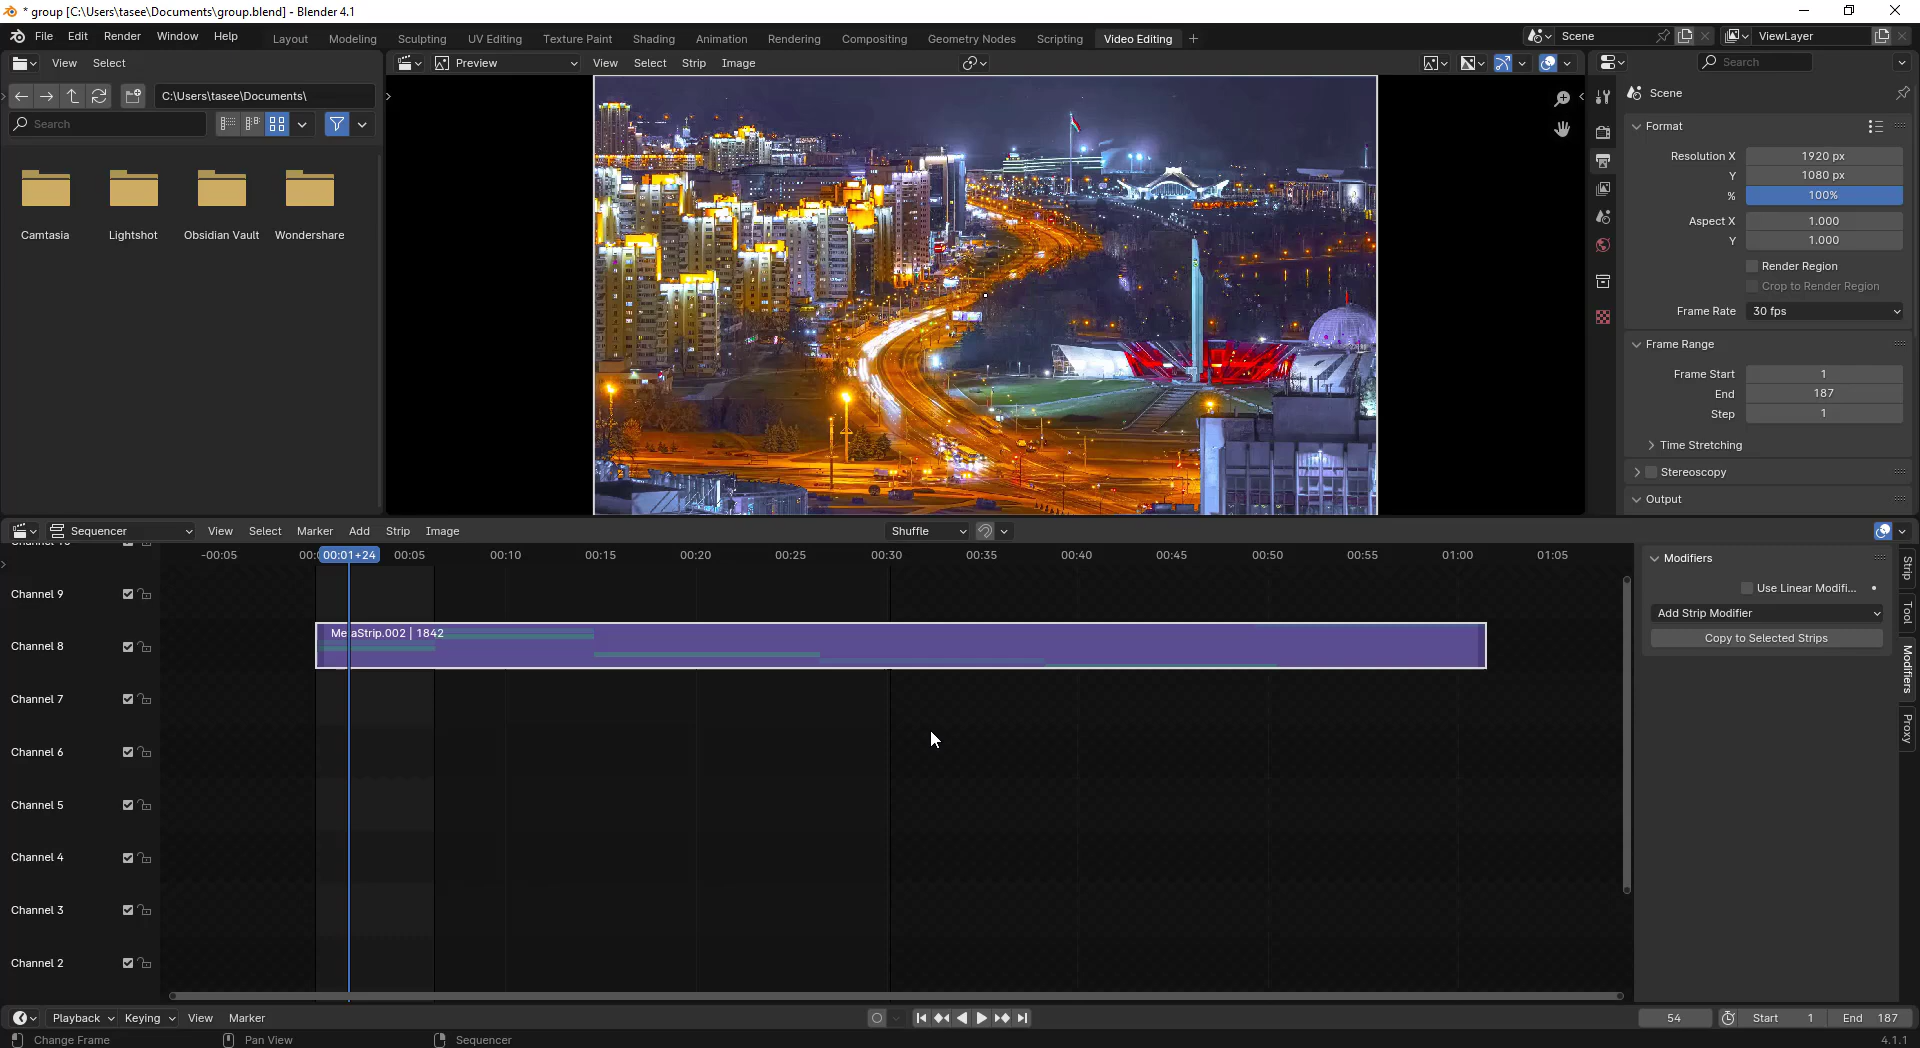 * group [C:\Users\tasee\Documents\group.blend] - Blender 4.1
File Edit Render Window Help
Layout Modeling Sculpting UV Editing Texture Paint Shading Animation Rendering Compositing Geometry Nodes Scripting Video Editing +
Scene
ViewLayer
View Select
Preview
View Select Strip Image
Search
C:\Users\tasee\Documents\
Search
Camtasia
Lightshot
Obsidian Vault
Wondershare
Scene
Format
Resolution X 1920 px
Y 1080 px
% 100%
Aspect X 1.000
Y 1.000
Render Region
Crop to Render Region
Frame Rate 30 fps
Frame Range
Frame Start 1
End 187
Step 1
Time Stretching
Stereoscopy
Output
Sequencer
View Select Marker Add Strip Image
Shuffle
-00:05 00:01+24 00:05 00:10 00:15 00:20 00:25 00:30 00:35 00:40 00:45 00:50 00:55 01:00 01:05
Channel 9
MetaStrip.002 | 1842
Channel 8
Channel 7
Channel 6
Channel 5
Channel 4
Channel 3
Channel 2
Modifiers
Use Linear Modifi...
Add Strip Modifier
Copy to Selected Strips
Strip
Tool
Modifiers
Proxy
Playback Keying View Marker
54
Start 1
End 187
Change Frame
Pan View
Sequencer
4.1.1